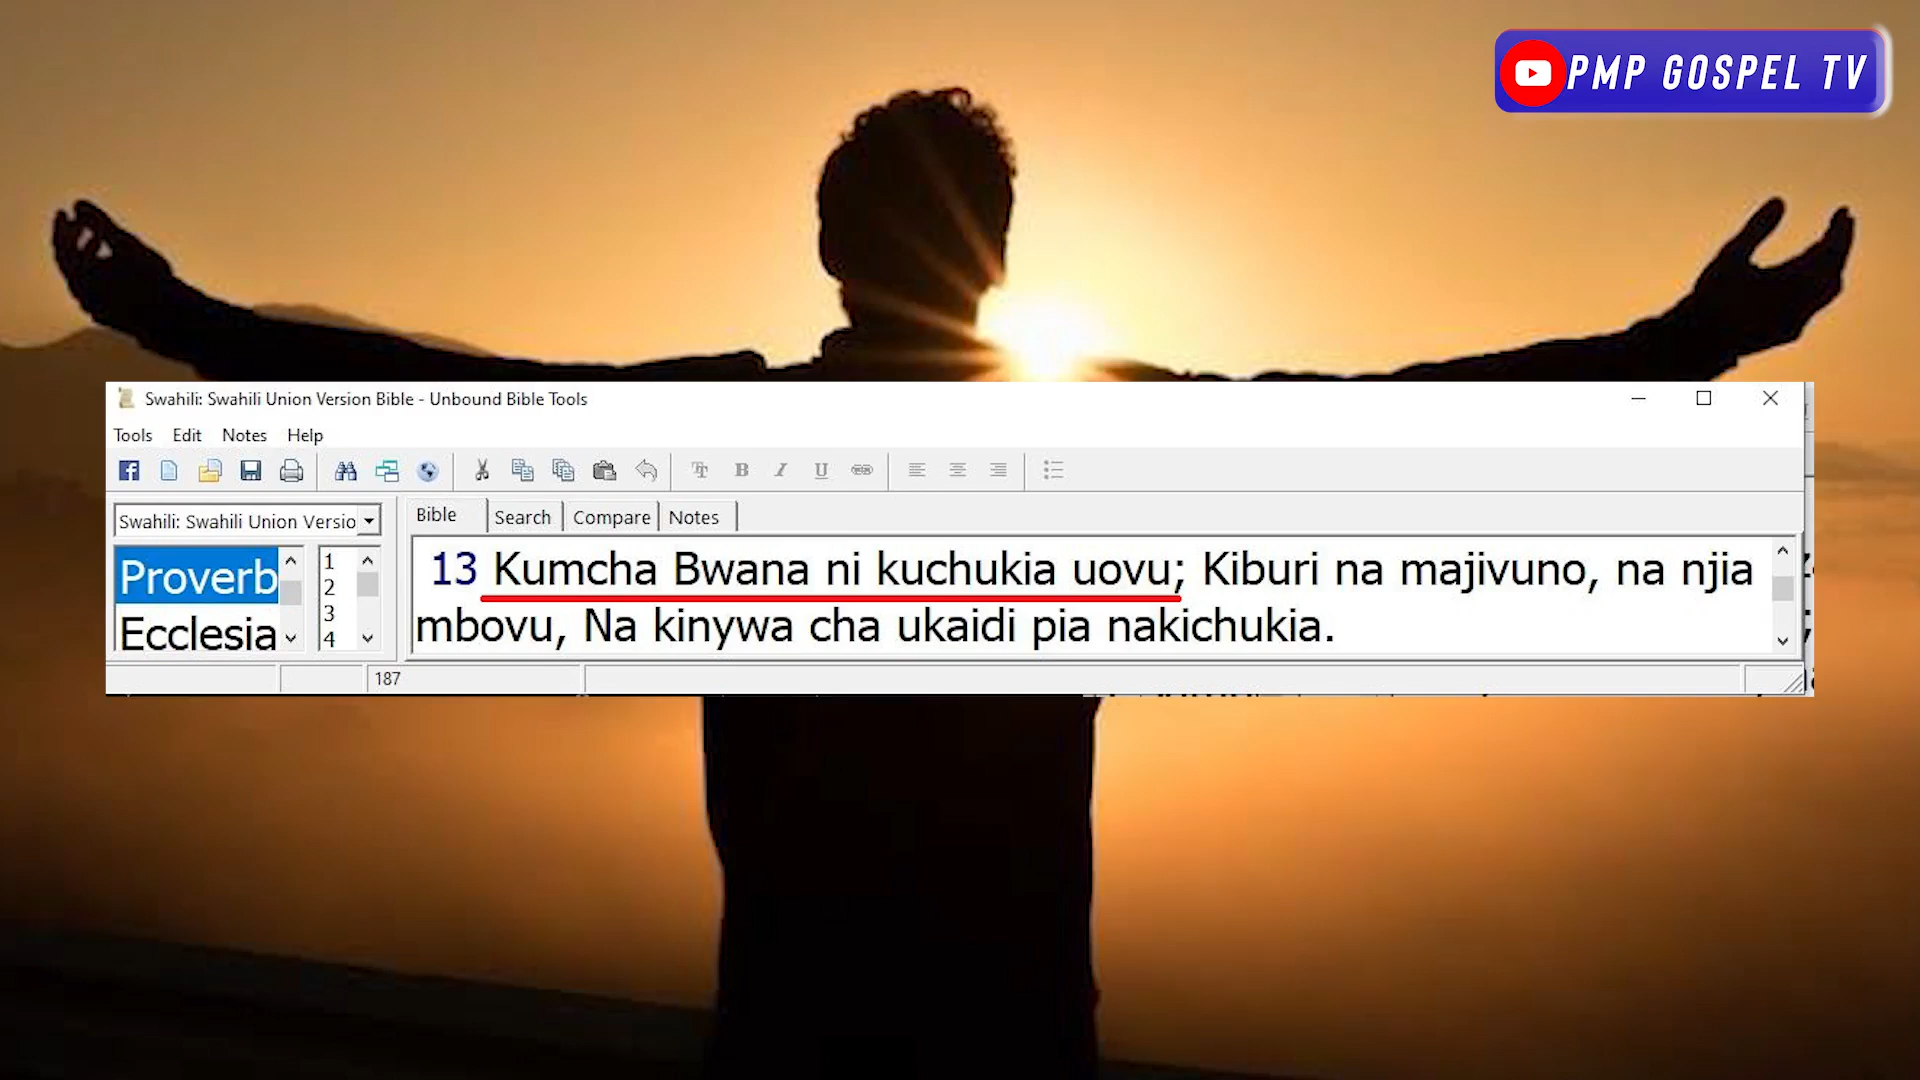 PMP GOSPEL TV
Swahili: Swahili Union Version Bible - Unbound Bible Tools
Tools Edit Notes Help
Swahili: Swahili Union Versio
Bible Search Compare Notes
Proverb
Ecclesia
1
2
3
4
13 Kumcha Bwana ni kuchukia uovu; Kiburi na majivuno, na njia
mbovu, Na kinywa cha ukaidi pia nakichukia.
187